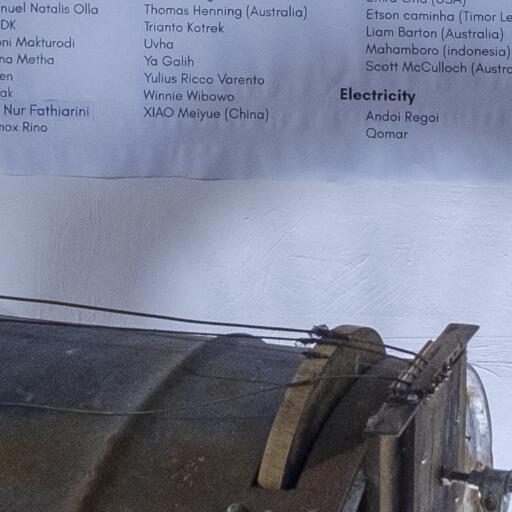 nuel Natalis Olla
DK
ni Makturodi
na Metha
en
ak
Nur Fathiarini
nox Rino
Thomas Henning (Australia)
Trianto Kotrek
Uvha
Ya Galih
Yulius Ricco Varento
Winnie Wibowo
XIAO Meiyue (China)
Etson caminha (Timor Le
Liam Barton (Australia)
Mahamboro (indonesia)
Scott McCulloch (Austra
Electricity
Andoi Regoi
Qomar